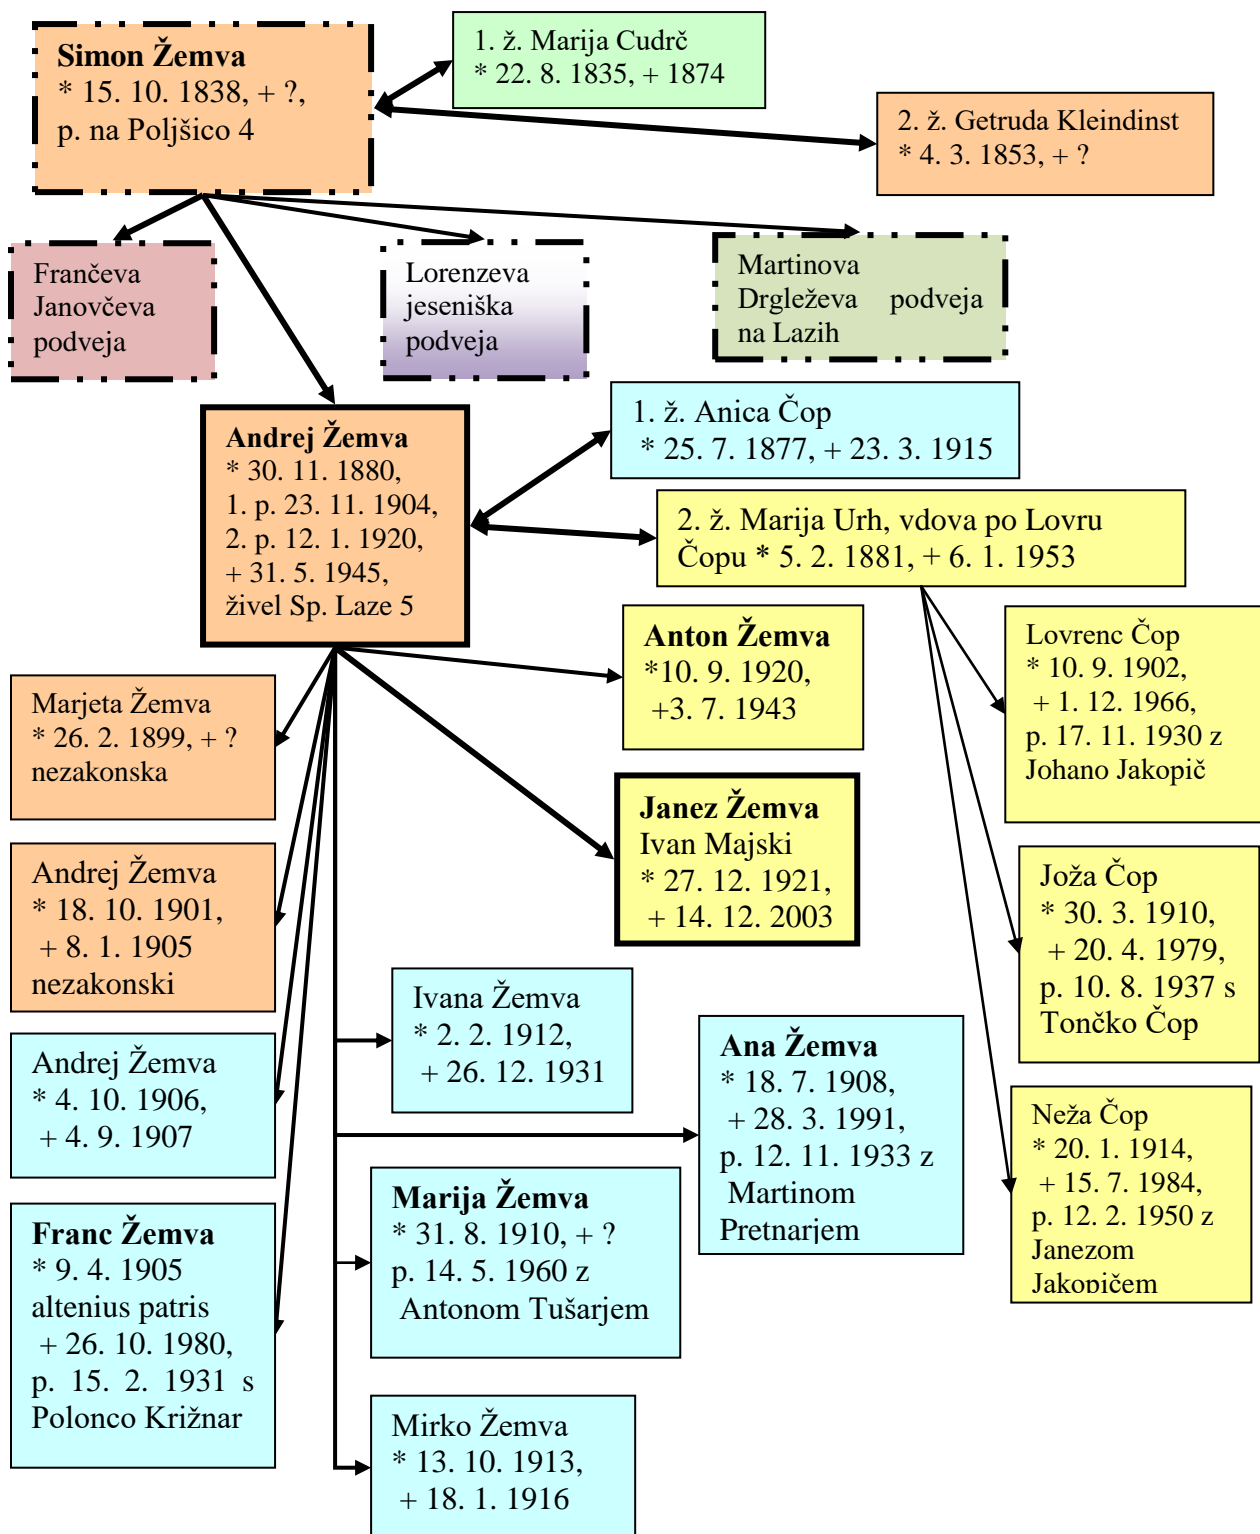 Simon Žemva
* 15. 10. 1838, + ?,
p. na Poljšico 4
1. ž. Marija Cudrč
* 22. 8. 1835, + 1874
2. ž. Getruda Kleindinst
* 4. 3. 1853, + ?
Frančeva
Janovčeva
podveja
Lorenzeva
jeseniška
podveja
Martinova
Drgleževa podveja
na Lazih
Andrej Žemva
* 30. 11. 1880,
1. p. 23. 11. 1904,
2. p. 12. 1. 1920,
+ 31. 5. 1945,
živel Sp. Laze 5
1. ž. Anica Čop
* 25. 7. 1877, + 23. 3. 1915
2. ž. Marija Urh, vdova po Lovru
Čopu * 5. 2. 1881, + 6. 1. 1953
Anton Žemva
*10. 9. 1920,
+3. 7. 1943
Lovrenc Čop
* 10. 9. 1902,
+ 1. 12. 1966,
p. 17. 11. 1930 z
Johano Jakopič
Marjeta Žemva
* 26. 2. 1899, + ?
nezakonska
Janez Žemva
Ivan Majski
* 27. 12. 1921,
+ 14. 12. 2003
Andrej Žemva
* 18. 10. 1901,
+ 8. 1. 1905
nezakonski
Joža Čop
* 30. 3. 1910,
+ 20. 4. 1979,
p. 10. 8. 1937 s
Tončko Čop
Ivana Žemva
* 2. 2. 1912,
+ 26. 12. 1931
Ana Žemva
* 18. 7. 1908,
+ 28. 3. 1991,
p. 12. 11. 1933 z
Martinom
Pretnarjem
Andrej Žemva
* 4. 10. 1906,
+ 4. 9. 1907
Neža Čop
* 20. 1. 1914,
+ 15. 7. 1984,
p. 12. 2. 1950 z
Janezom
Jakopičem
Marija Žemva
* 31. 8. 1910, + ?
p. 14. 5. 1960 z
Antonom Tušarjem
Franc Žemva
* 9. 4. 1905
altenius patris
+ 26. 10. 1980,
p. 15. 2. 1931 s
Polonco Križnar
Mirko Žemva
* 13. 10. 1913,
+ 18. 1. 1916